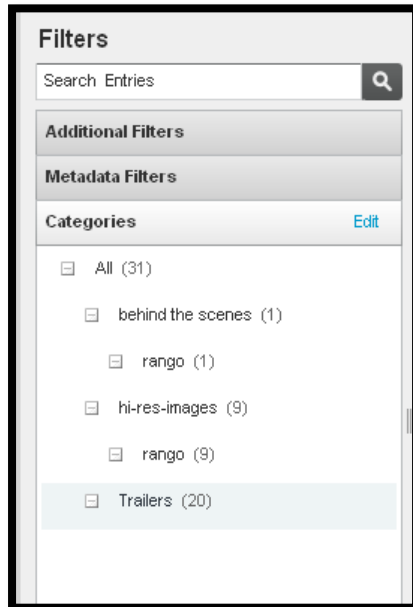 Filters
Search Entries
Additional Filters
Metadata Filters
Categories Edit
All (31)
behind the scenes (1)
rango (1)
hi-res-images (9)
rango (9)
Trailers (20)